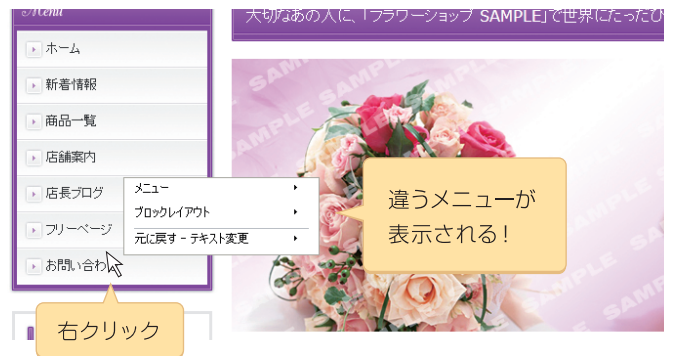 Menu
大切なあの人に、「フラワーショップ SAMPLE」で世界にたったひ
ホーム
新着情報
商品一覧
店舗案内
店長ブログ
フリーページ
お問い合わ
メニュー
ブロックレイアウト
元に戻す - テキスト変更
違うメニューが
表示される!
右クリック
SAMPLE
SAMPLE
SAMPLE
SAMPLE